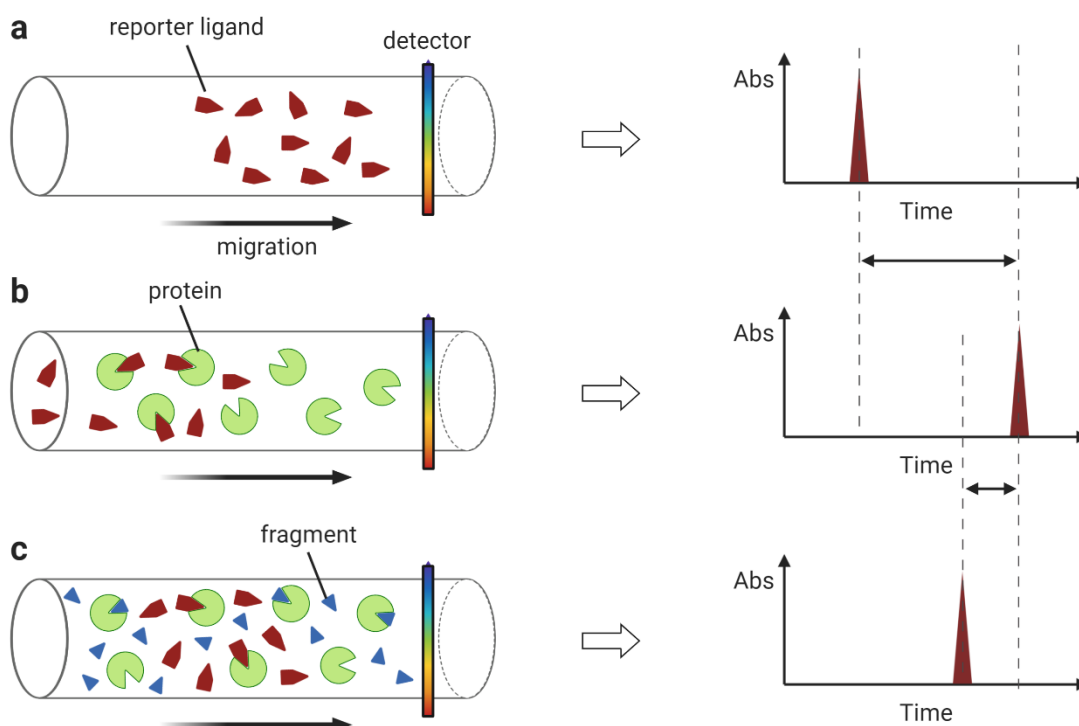 a
reporter ligand
detector
migration
Abs
Time
b
protein
Abs
Time
c
fragment
Abs
Time